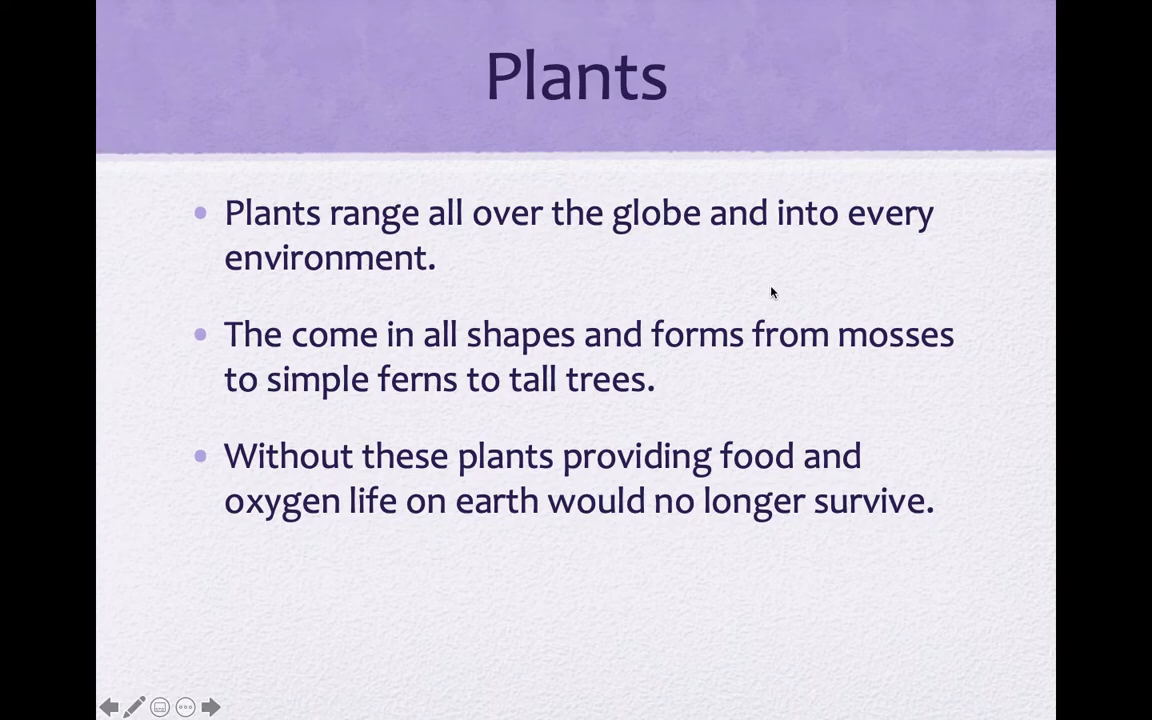 Plants
• Plants range all over the globe and into every
environment.
• The come in all shapes and forms from mosses
to simple ferns to tall trees.
• Without these plants providing food and
oxygen life on earth would no longer survive.